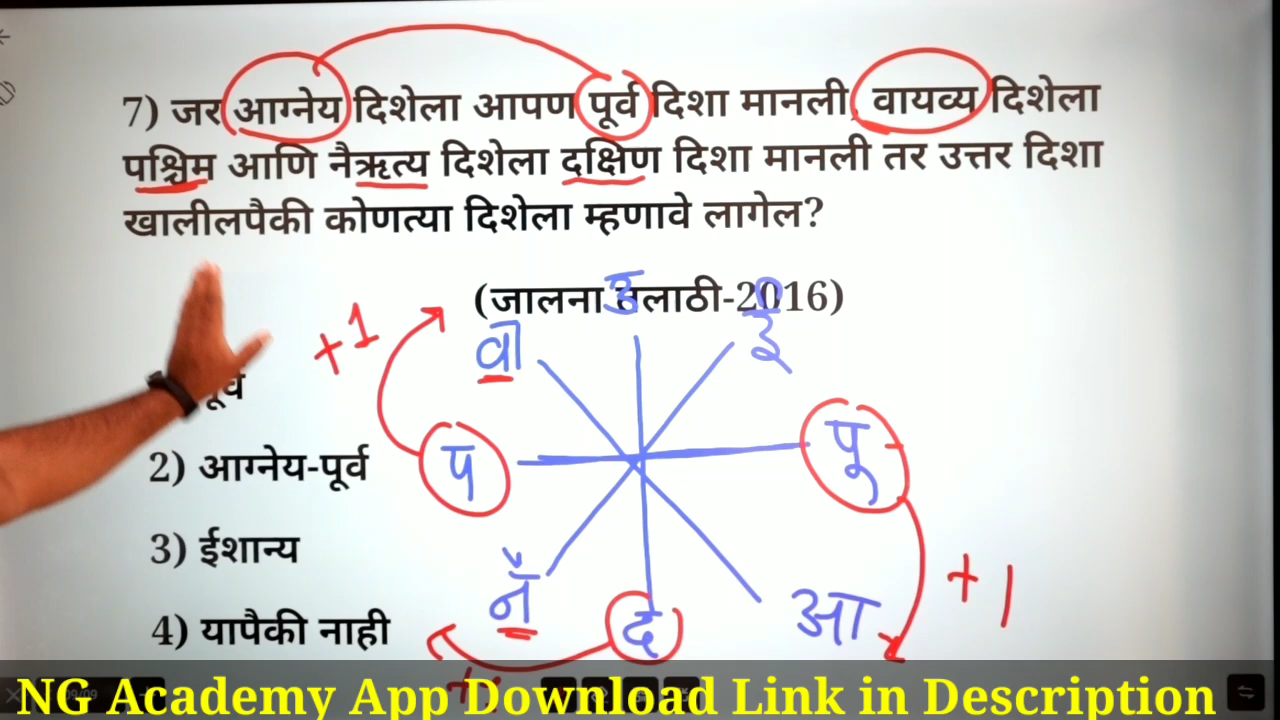 7) जर आग्नेय दिशेला आपण पूर्व दिशा मानली, वायव्य दिशेला
पश्चिम आणि नैऋत्य दिशेला दक्षिण दिशा मानली तर उत्तर दिशा
खालीलपैकी कोणत्या दिशेला म्हणावे लागेल?
(जालना तलाठी-2016)
उ
ई
वा
+1
पूर्व
प
पू
2) आग्नेय-पूर्व
3) ईशान्य
+1
नै
द
आ
4) यापैकी नाही
NG Academy App Download Link in Description